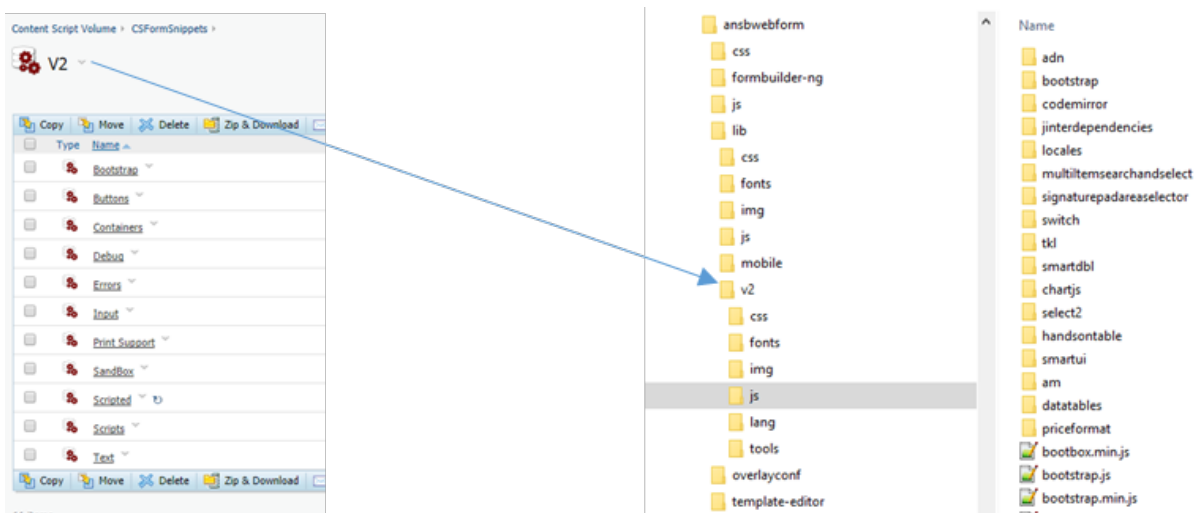 Content Script Volume › CSFormSnippets ›
V2
Copy Move Delete Zip & Download
Type Name
Bootstrap
Buttons
Containers
Debug
Errors
Input
Print Support
SandBox
Scripted
Scripts
Text
Copy Move Delete Zip & Download
ansbwebform
css
formbuilder-ng
js
lib
css
fonts
img
js
mobile
v2
css
fonts
img
js
lang
tools
overlayconf
template-editor
Name
adn
bootstrap
codemirror
jinterdependencies
locales
multiitemsearchandselect
signaturepadareaselector
switch
tkl
smartdbl
chartjs
select2
handsontable
smartui
am
datatables
priceformat
bootbox.min.js
bootstrap.js
bootstrap.min.js